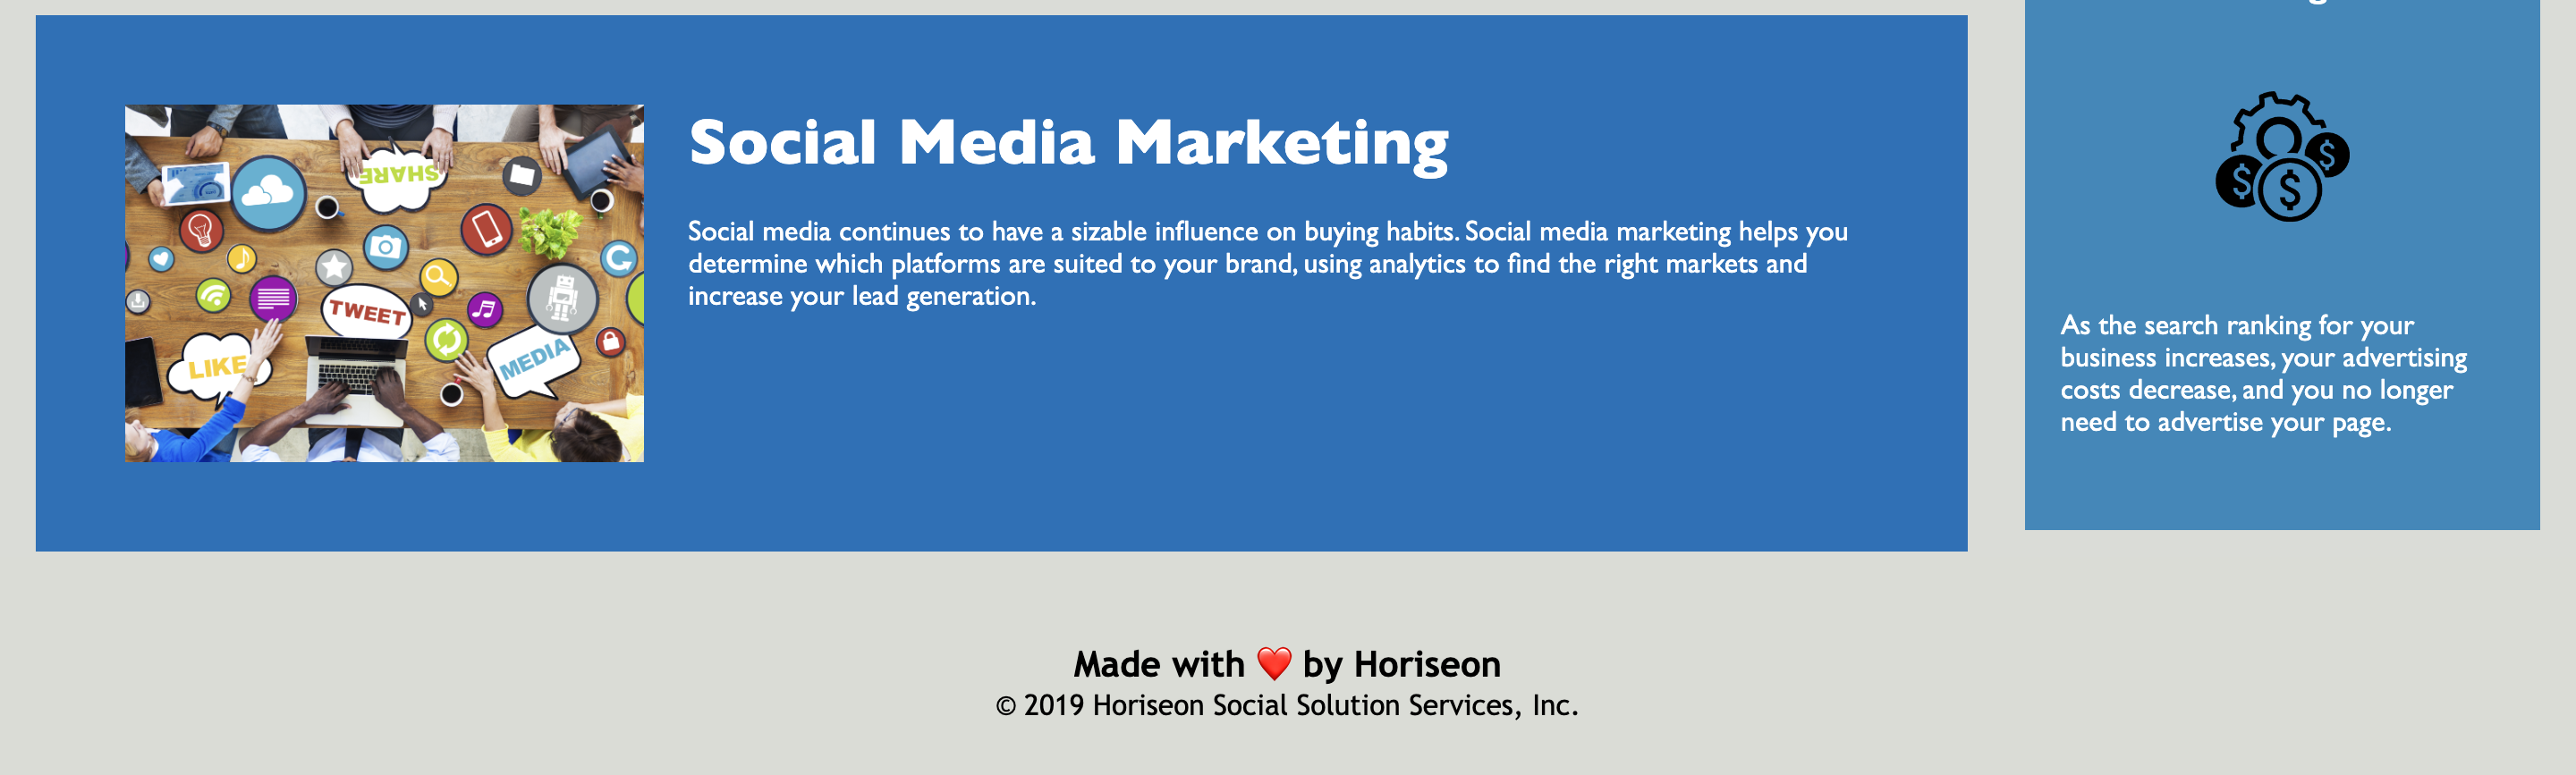 Social Media Marketing
Social media continues to have a sizable influence on buying habits. Social media marketing helps you
determine which platforms are suited to your brand, using analytics to find the right markets and
increase your lead generation.
SHARE
TWEET
LIKE
MEDIA
$
$
$
As the search ranking for your
business increases, your advertising
costs decrease, and you no longer
need to advertise your page.
Made with ❤️ by Horiseon
© 2019 Horiseon Social Solution Services, Inc.